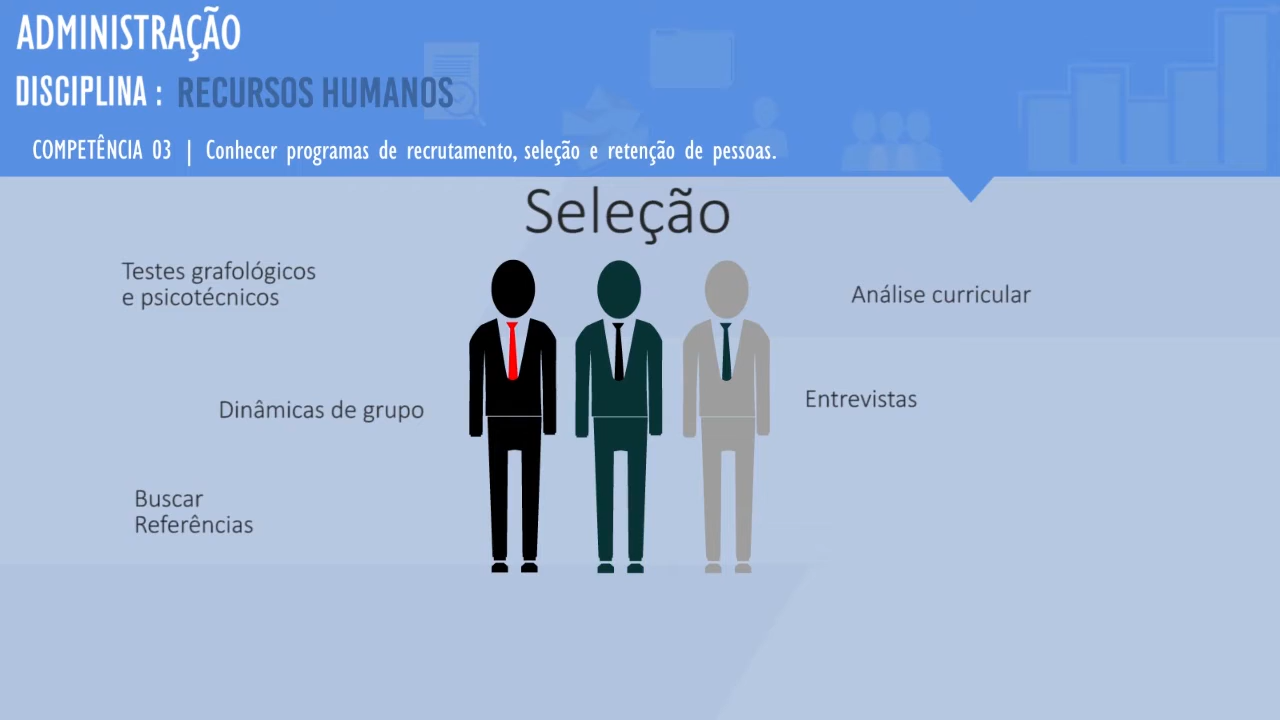 ADMINISTRAÇÃO
DISCIPLINA : RECURSOS HUMANOS
COMPETÊNCIA 03 | Conhecer programas de recrutamento, seleção e retenção de pessoas.
Seleção
Testes grafológicos
e psicotécnicos
Análise curricular
Dinâmicas de grupo
Entrevistas
Buscar
Referências